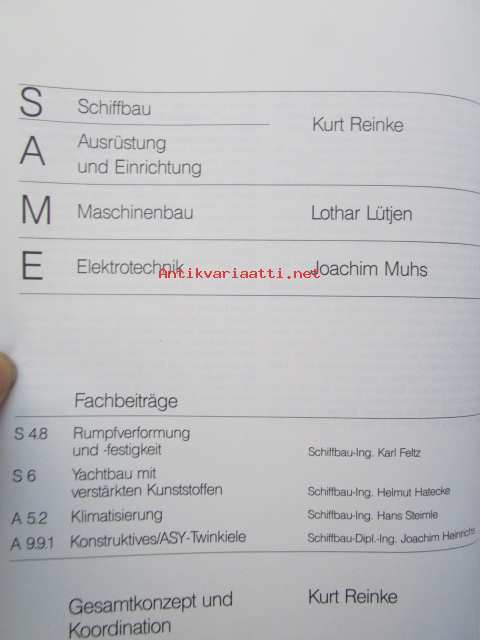 S Schiffbau Kurt Reinke
A Ausrüstung
und Einrichtung
M Maschinenbau Lothar Lütjen
E Elektrotechnik Joachim Muhs
Antikvariaatti.net
Fachbeiträge
S 4.8 Rumpfverformung
und -festigkeit Schiffbau-Ing. Karl Feltz
S 6 Yachtbau mit
verstärkten Kunststoffen Schiffbau-Ing. Helmut Hatecke
A 5.2 Klimatisierung Schiffbau-Ing. Hans Steimle
A 9.9.1 Konstruktives/ASY-Twinkiele Schiffbau-Dipl.-Ing. Joachim Heinrichs
Gesamtkonzept und Kurt Reinke
Koordination